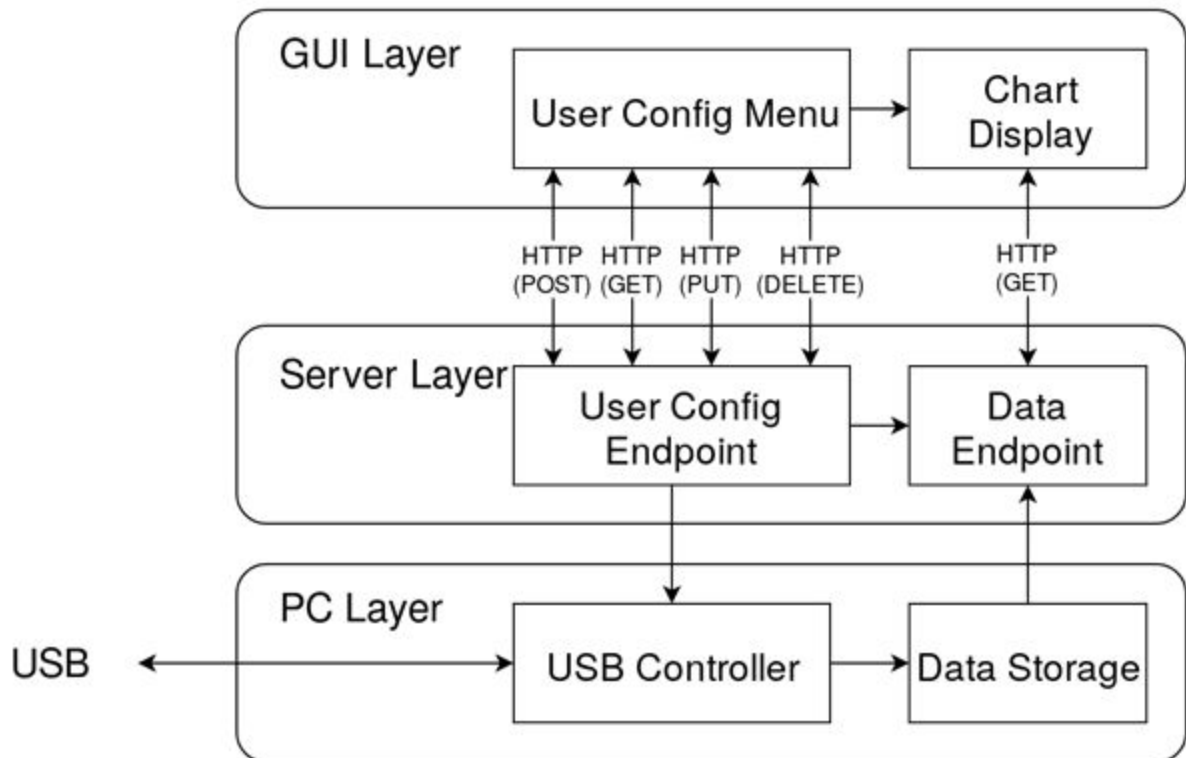 GUI Layer
User Config Menu
Chart
Display
HTTP
(POST)
HTTP
(GET)
HTTP
(PUT)
HTTP
(DELETE)
HTTP
(GET)
Server Layer
User Config
Endpoint
Data
Endpoint
PC Layer
USB
USB Controller
Data Storage